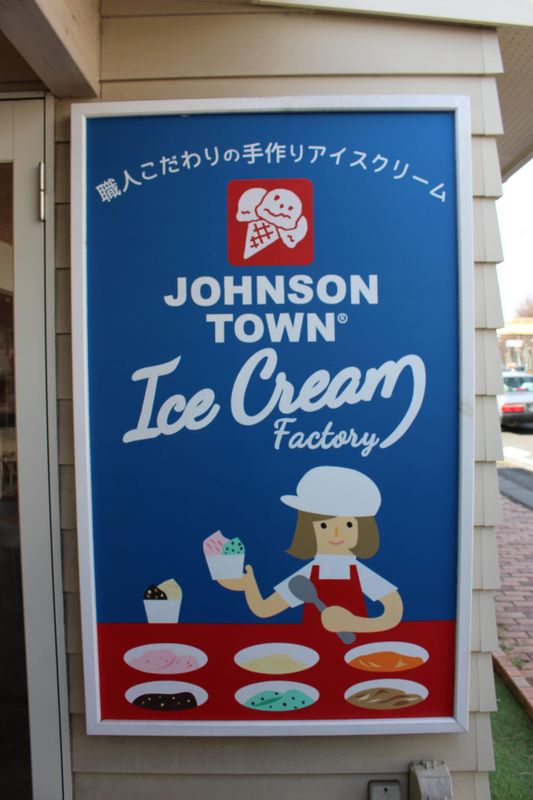 職人こだわりの手作りアイスクリーム
JOHNSON
TOWN®
Ice Cream
Factory